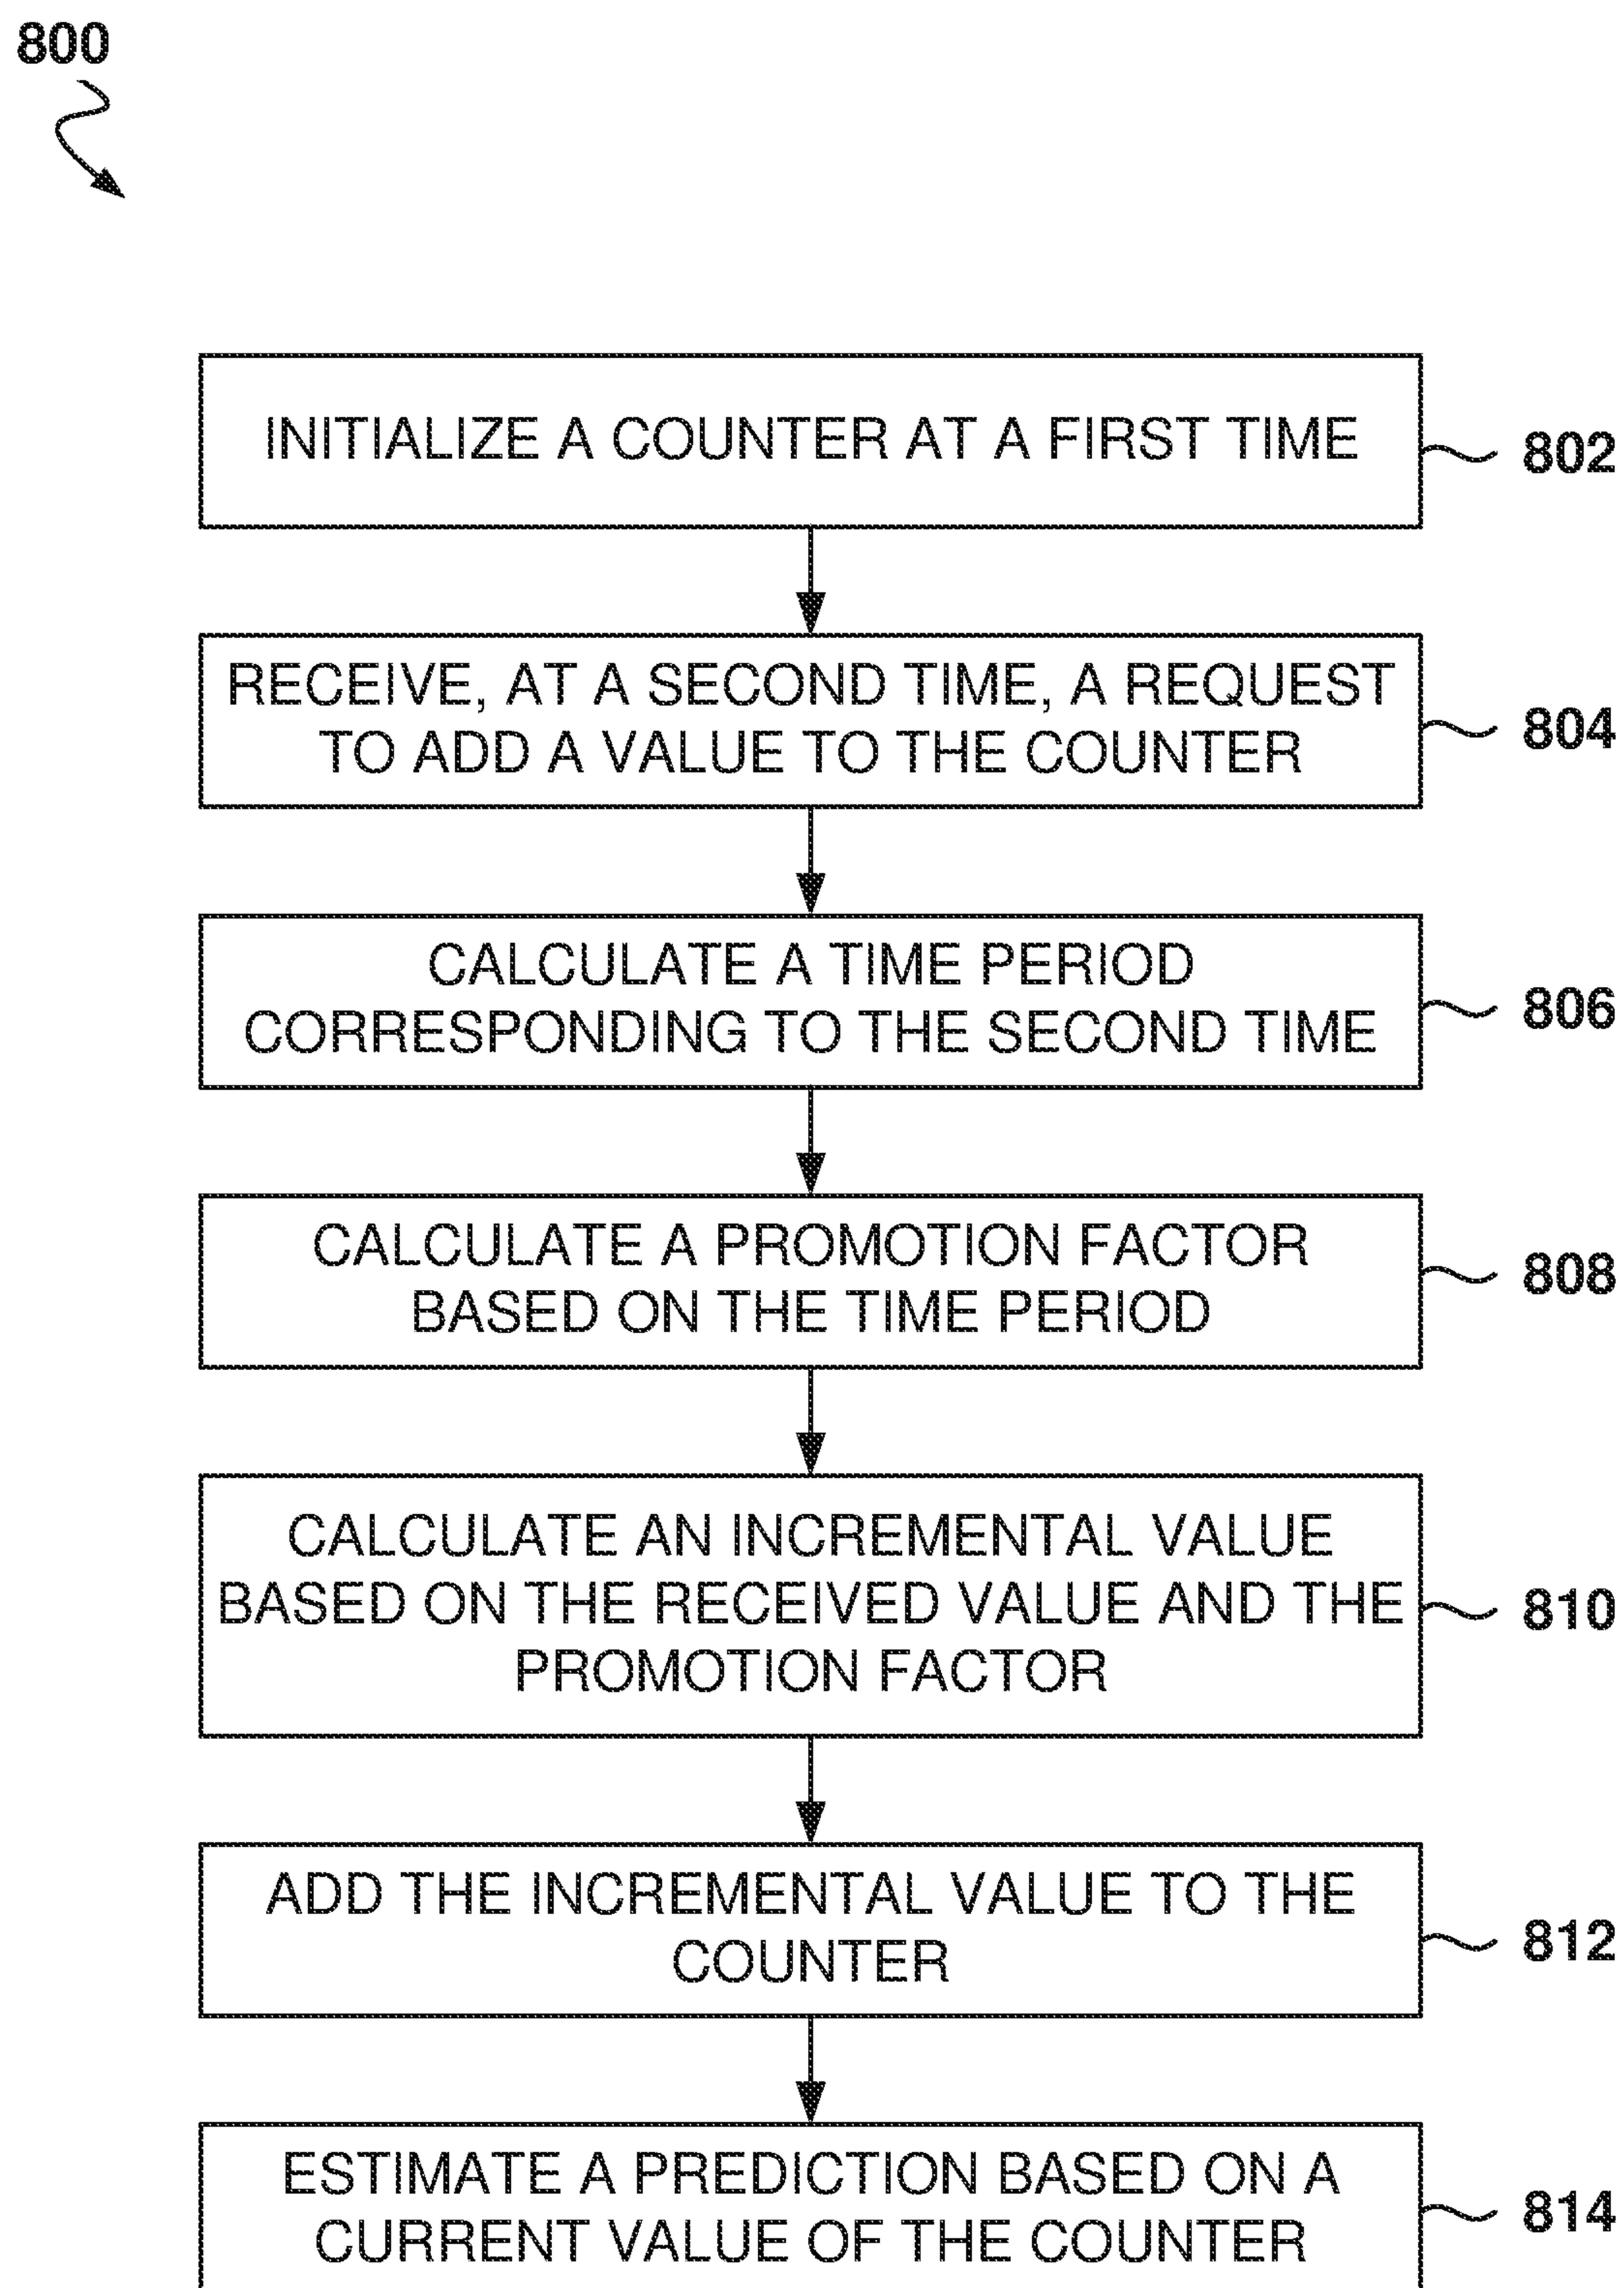 800
INITIALIZE A COUNTER AT A FIRST TIME
802
RECEIVE, AT A SECOND TIME, A REQUEST
TO ADD A VALUE TO THE COUNTER
804
CALCULATE A TIME PERIOD
CORRESPONDING TO THE SECOND TIME
806
CALCULATE A PROMOTION FACTOR
BASED ON THE TIME PERIOD
808
CALCULATE AN INCREMENTAL VALUE
BASED ON THE RECEIVED VALUE AND THE
PROMOTION FACTOR
810
ADD THE INCREMENTAL VALUE TO THE
COUNTER
812
ESTIMATE A PREDICTION BASED ON A
CURRENT VALUE OF THE COUNTER
814